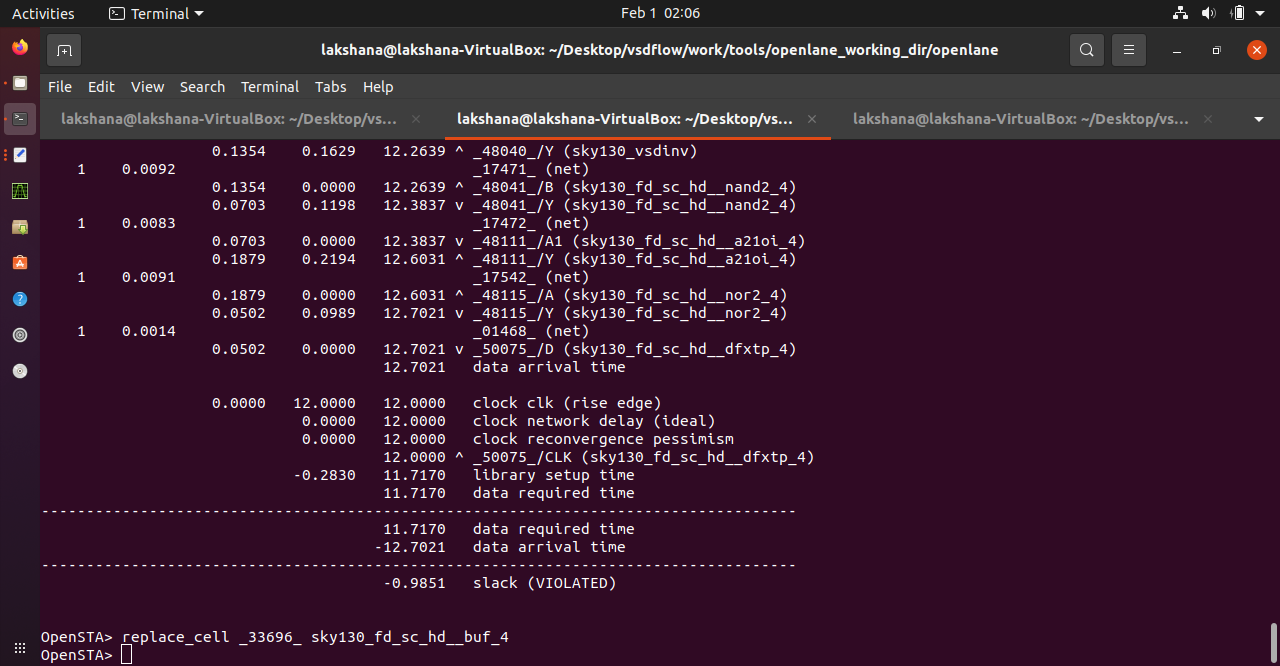 Activities
Terminal
Feb 1 02:06
lakshana@lakshana-VirtualBox: ~/Desktop/vsdflow/work/tools/openlane_working_dir/openlane
File Edit View Search Terminal Tabs Help
lakshana@lakshana-VirtualBox: ~/Desktop/vs... × lakshana@lakshana-VirtualBox: ~/Desktop/vs... × lakshana@lakshana-VirtualBox: ~/Desktop/vs... ×
0.1354 0.1629 12.2639 ^ _48040_/Y (sky130_vsdinv)
1 0.0092 _17471_ (net)
0.1354 0.0000 12.2639 ^ _48041_/B (sky130_fd_sc_hd__nand2_4)
0.0703 0.1198 12.3837 v _48041_/Y (sky130_fd_sc_hd__nand2_4)
1 0.0083 _17472_ (net)
0.0703 0.0000 12.3837 v _48111_/A1 (sky130_fd_sc_hd__a21oi_4)
0.1879 0.2194 12.6031 ^ _48111_/Y (sky130_fd_sc_hd__a21oi_4)
1 0.0091 _17542_ (net)
0.1879 0.0000 12.6031 ^ _48115_/A (sky130_fd_sc_hd__nor2_4)
0.0502 0.0989 12.7021 v _48115_/Y (sky130_fd_sc_hd__nor2_4)
1 0.0014 _01468_ (net)
0.0502 0.0000 12.7021 v _50075_/D (sky130_fd_sc_hd__dfxtp_4)
12.7021 data arrival time
0.0000 12.0000 12.0000 clock clk (rise edge)
0.0000 12.0000 clock network delay (ideal)
0.0000 12.0000 clock reconvergence pessimism
12.0000 ^ _50075_/CLK (sky130_fd_sc_hd__dfxtp_4)
-0.2830 11.7170 library setup time
11.7170 data required time
------------------------------------------------------------------------------------
11.7170 data required time
-12.7021 data arrival time
------------------------------------------------------------------------------------
-0.9851 slack (VIOLATED)
OpenSTA> replace_cell _33696_ sky130_fd_sc_hd__buf_4
OpenSTA>